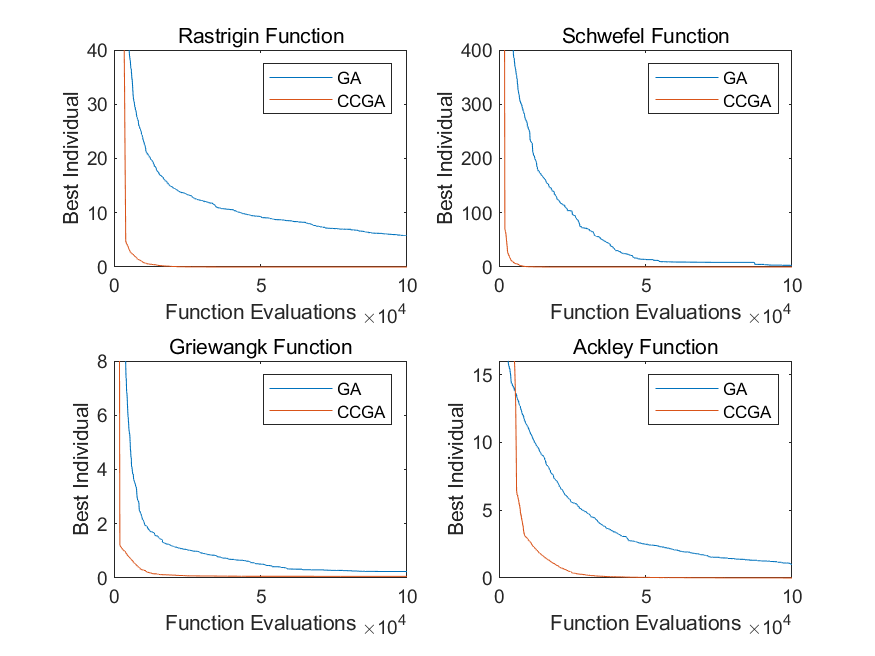 Rastrigin Function
40
30
20
10
0
0
5
10
Best Individual
Function Evaluations ×10^4
GA
CCGA
Schwefel Function
400
300
200
100
0
0
5
10
Best Individual
Function Evaluations ×10^4
GA
CCGA
Griewangk Function
8
6
4
2
0
0
5
10
Best Individual
Function Evaluations ×10^4
GA
CCGA
Ackley Function
15
10
5
0
0
5
10
Best Individual
Function Evaluations ×10^4
GA
CCGA